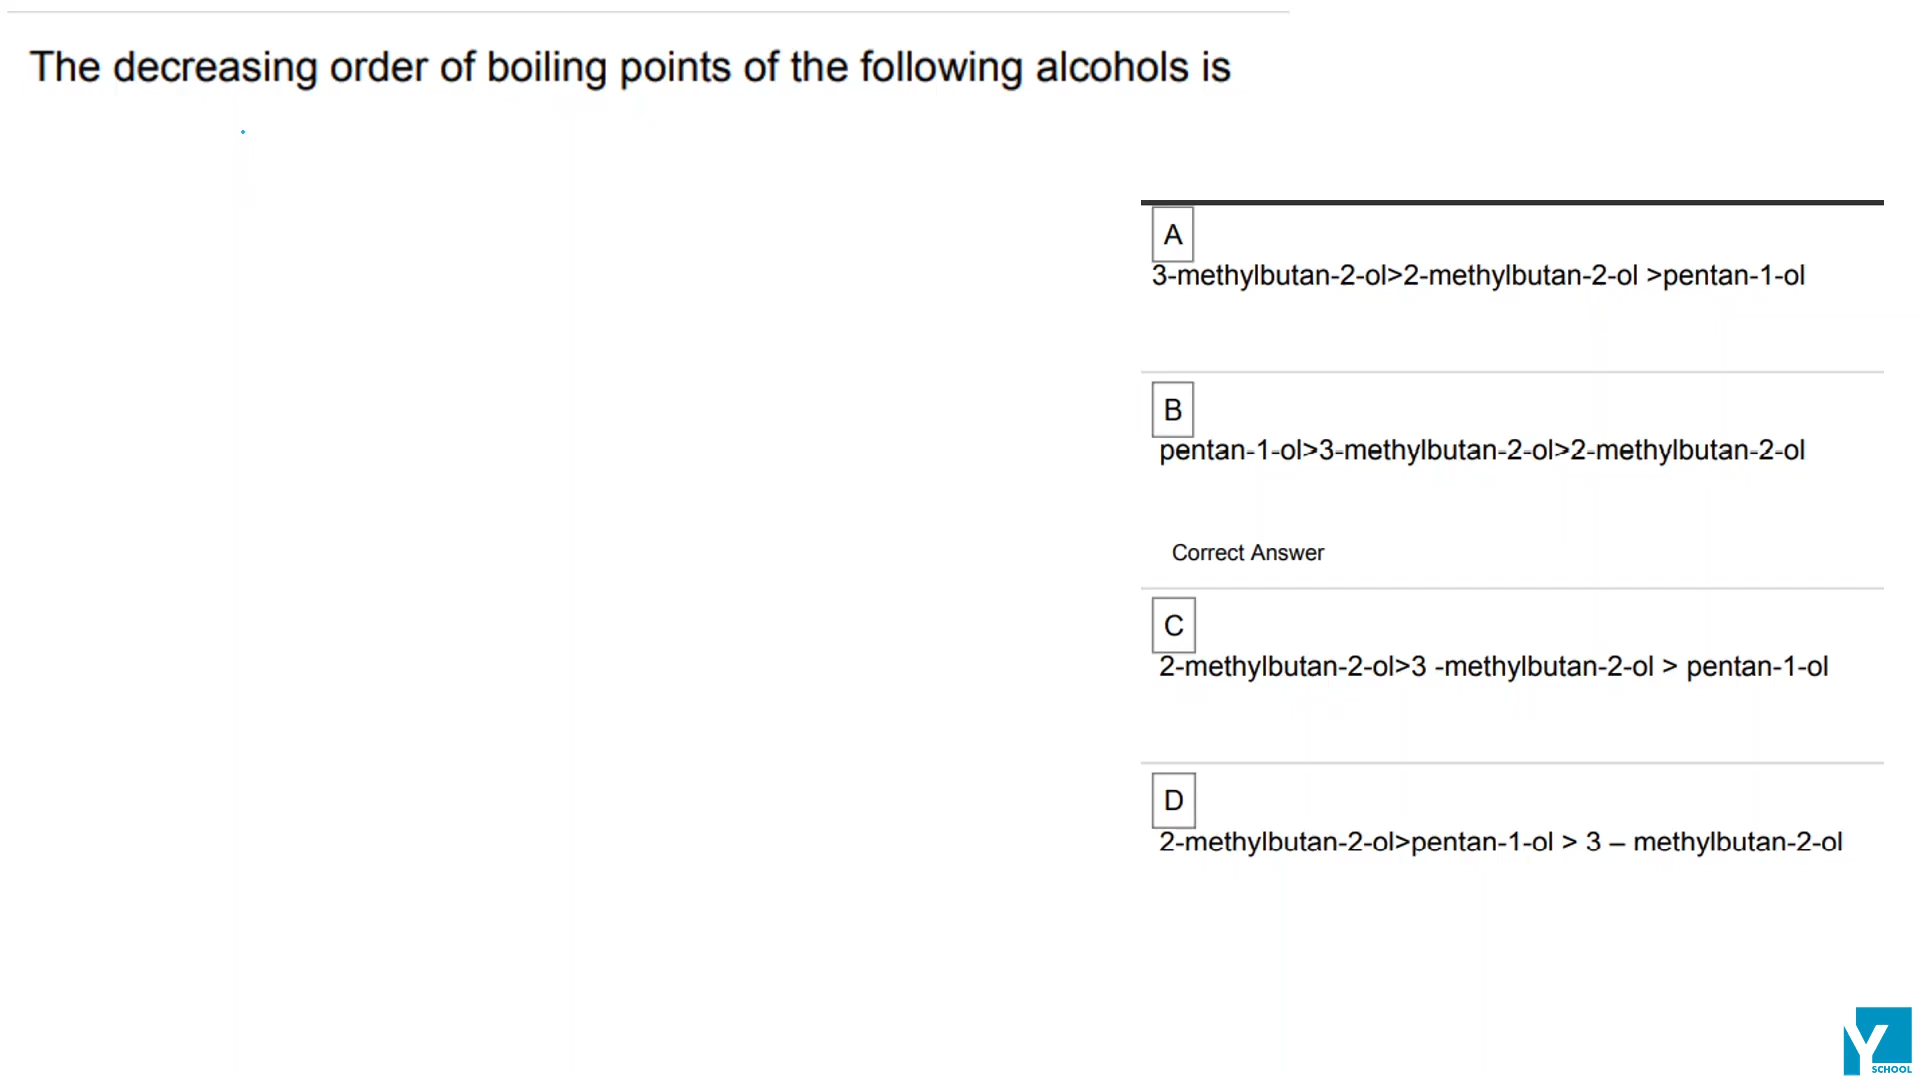 The decreasing order of boiling points of the following alcohols is
A
3-methylbutan-2-ol>2-methylbutan-2-ol >pentan-1-ol
B
pentan-1-ol>3-methylbutan-2-ol>2-methylbutan-2-ol
Correct Answer
C
2-methylbutan-2-ol>3 -methylbutan-2-ol > pentan-1-ol
D
2-methylbutan-2-ol>pentan-1-ol > 3 – methylbutan-2-ol
Y
SCHOOL